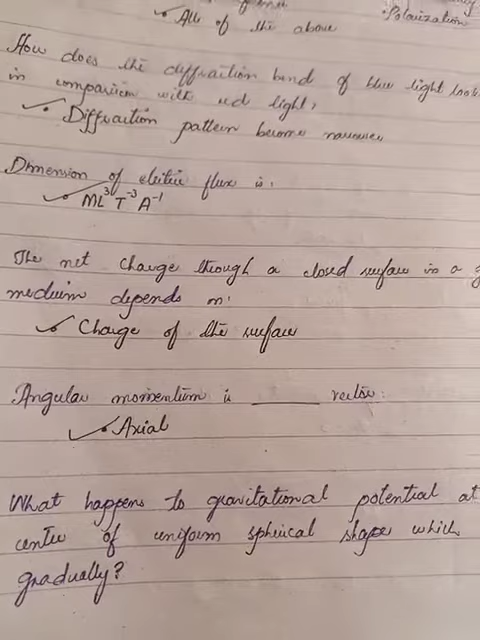 All of the above
Polarization
How does the diffraction band of blue light look
in comparison with red light,
Diffraction pattern become narrower
Dimension of electric flux is:
ML³T⁻³A⁻¹
The net charge through a closed surface in a
medium depends on:
Charge of the surface
Angular momentum is ______ vector:
Axial
What happens to gravitational potential at
centre of uniform spherical shape which
gradually?